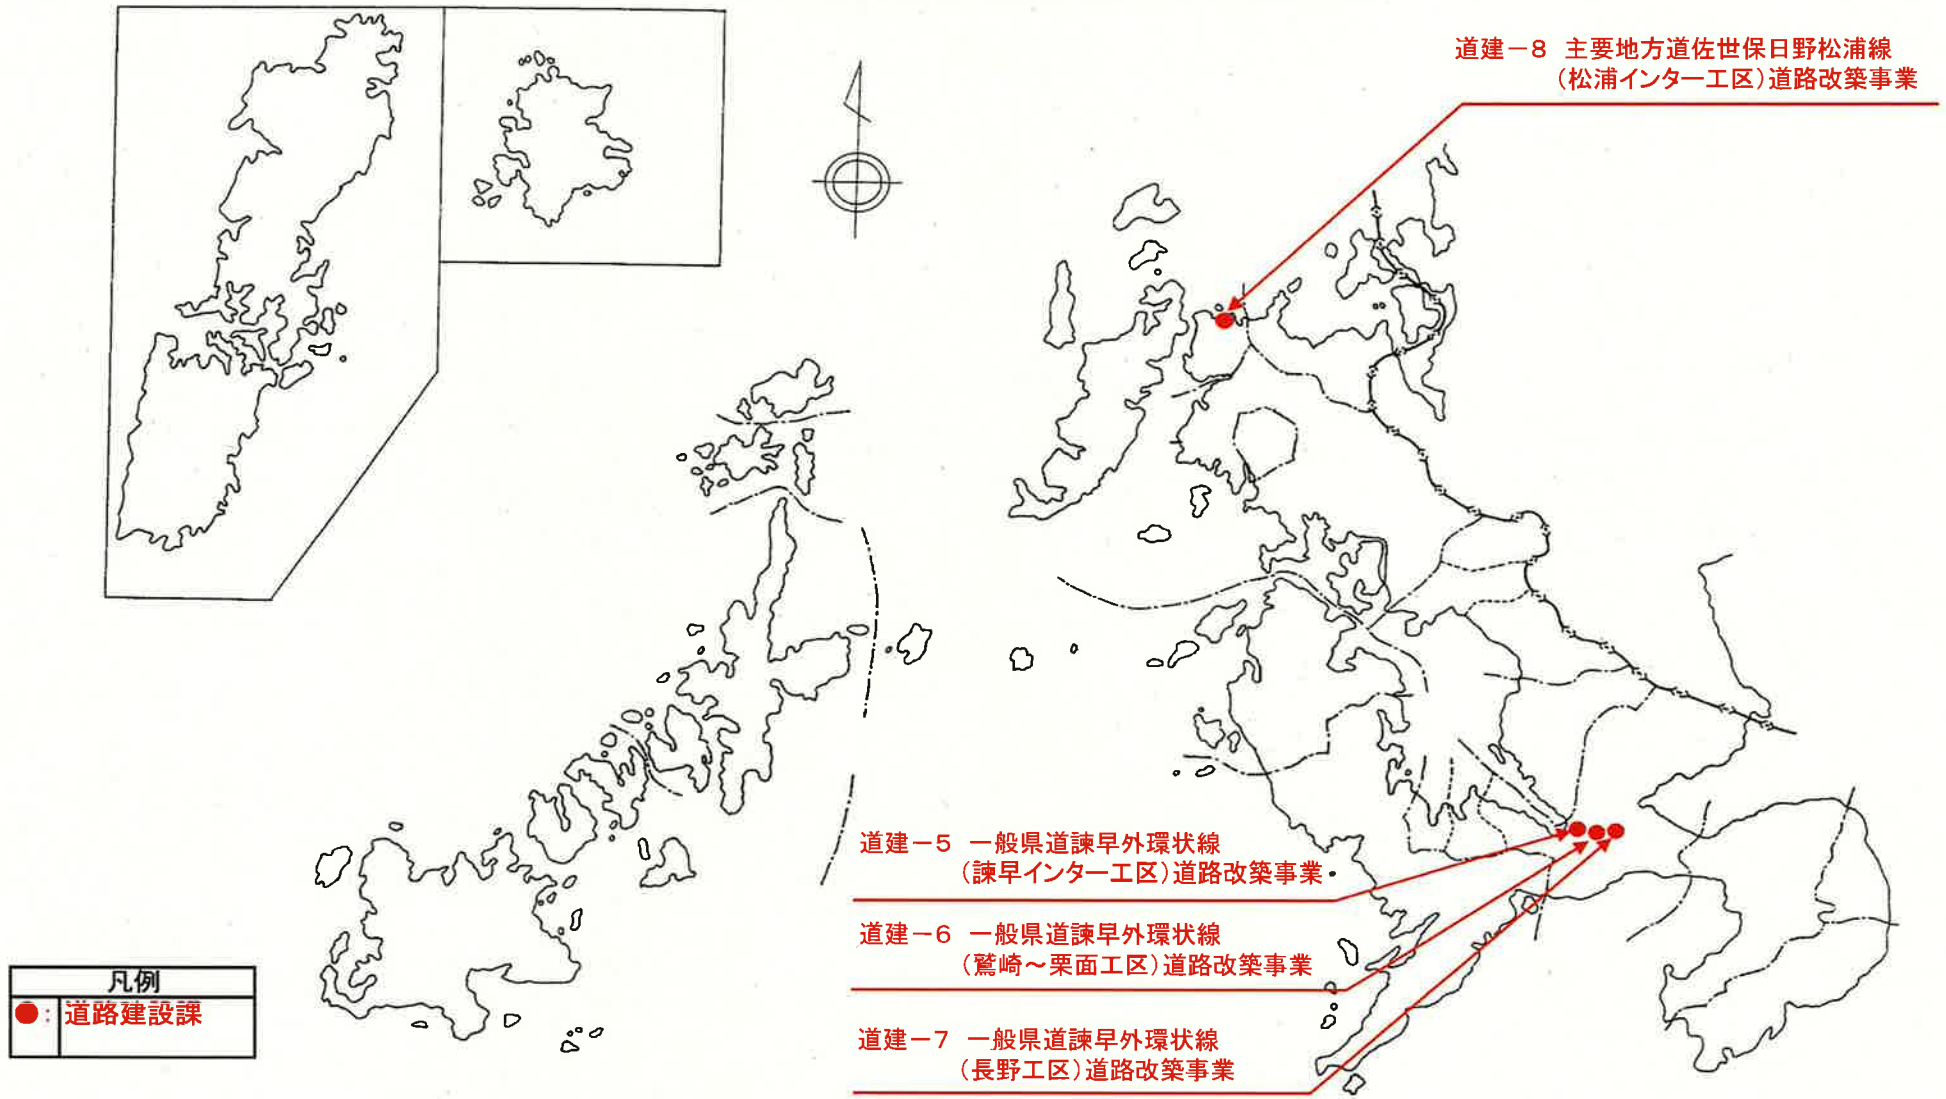 道建－８ 主要地方道佐世保日野松浦線
（松浦インター工区）道路改築事業
道建－５ 一般県道諫早外環状線
（諫早インター工区）道路改築事業
道建－６ 一般県道諫早外環状線
（鷲崎～栗面工区）道路改築事業
道建－７ 一般県道諫早外環状線
（長野工区）道路改築事業
凡例
●：道路建設課